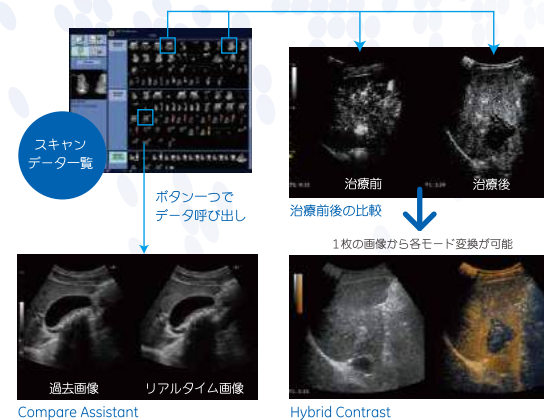 スキャン
データ一覧
ボタン一つで
データ呼び出し
治療前
治療後
治療前後の比較
1枚の画像から各モード変換が可能
過去画像
リアルタイム画像
Compare Assistant
Hybrid Contrast